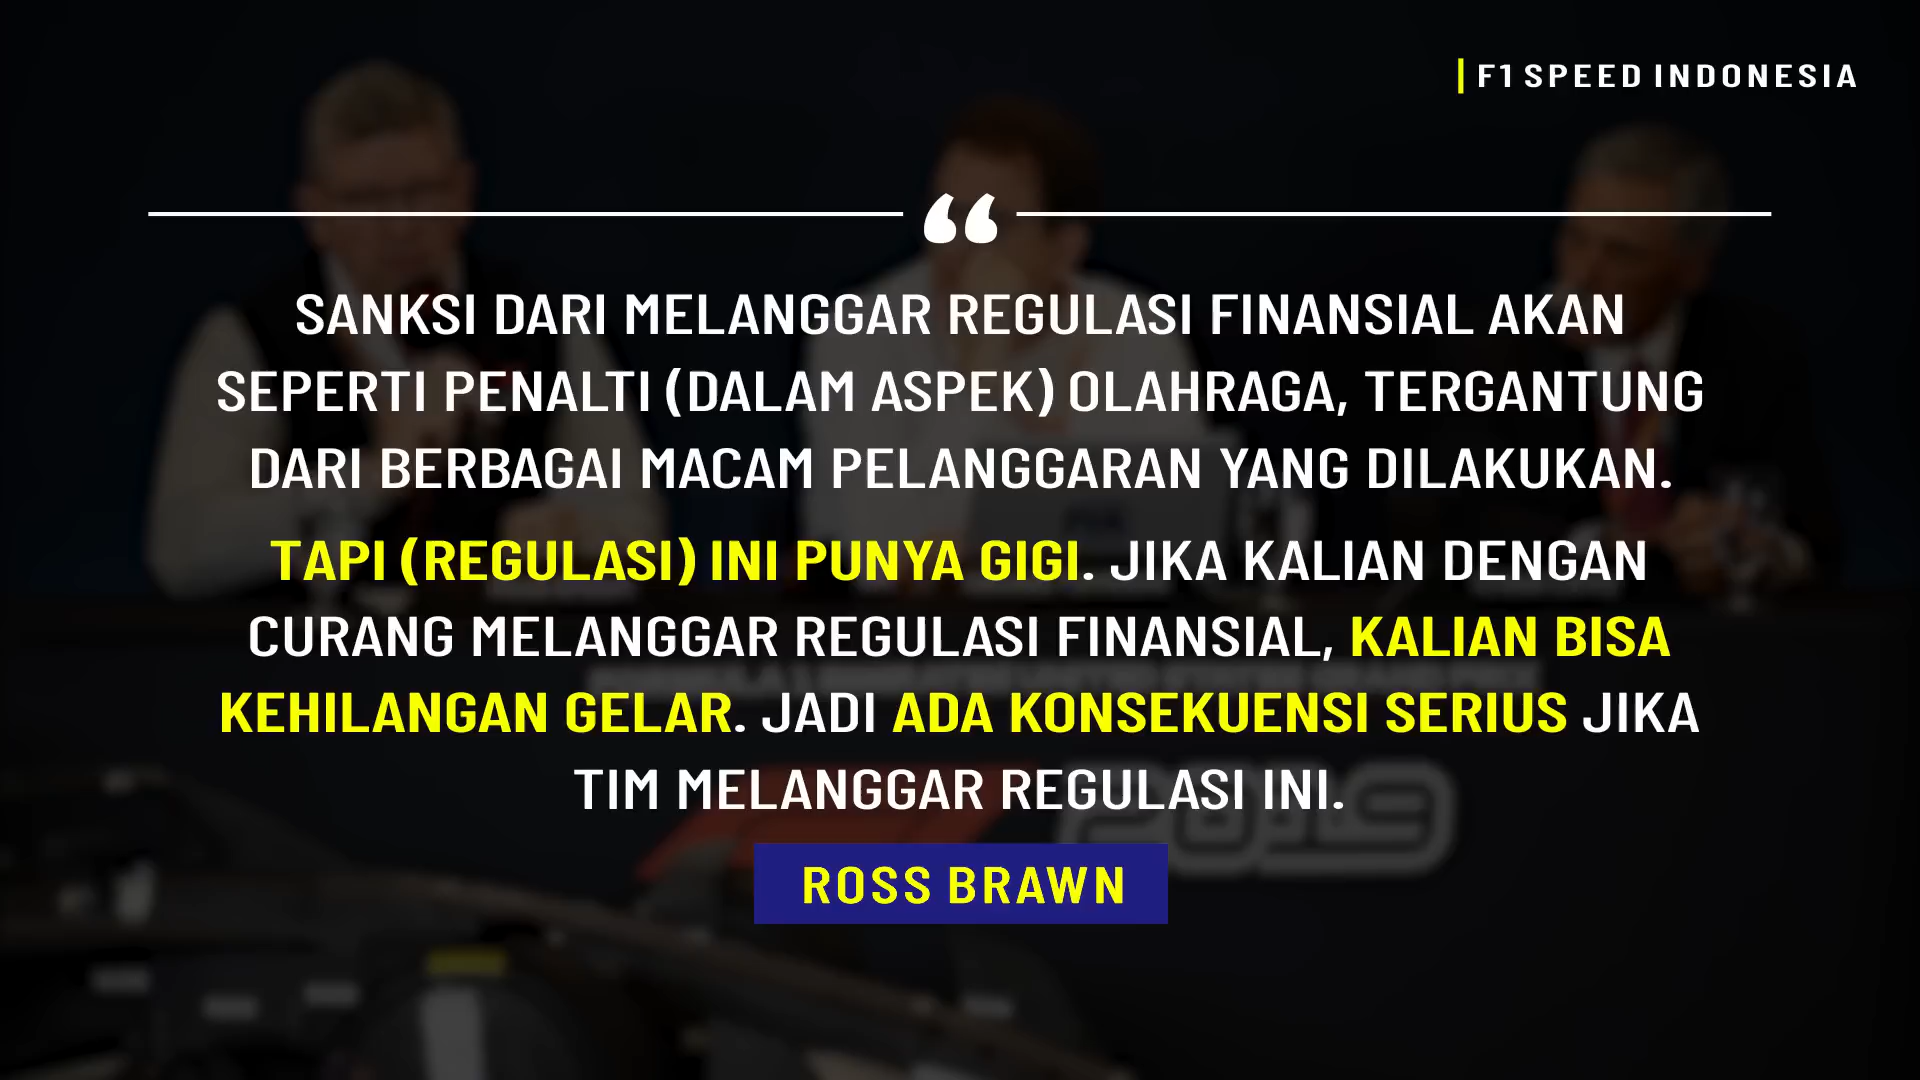 F1 SPEED INDONESIA
“
SANKSI DARI MELANGGAR REGULASI FINANSIAL AKAN
SEPERTI PENALTI (DALAM ASPEK) OLAHRAGA, TERGANTUNG
DARI BERBAGAI MACAM PELANGGARAN YANG DILAKUKAN.
TAPI (REGULASI) INI PUNYA GIGI. JIKA KALIAN DENGAN
CURANG MELANGGAR REGULASI FINANSIAL, KALIAN BISA
KEHILANGAN GELAR. JADI ADA KONSEKUENSI SERIUS JIKA
TIM MELANGGAR REGULASI INI.
2019
ROSS BRAWN